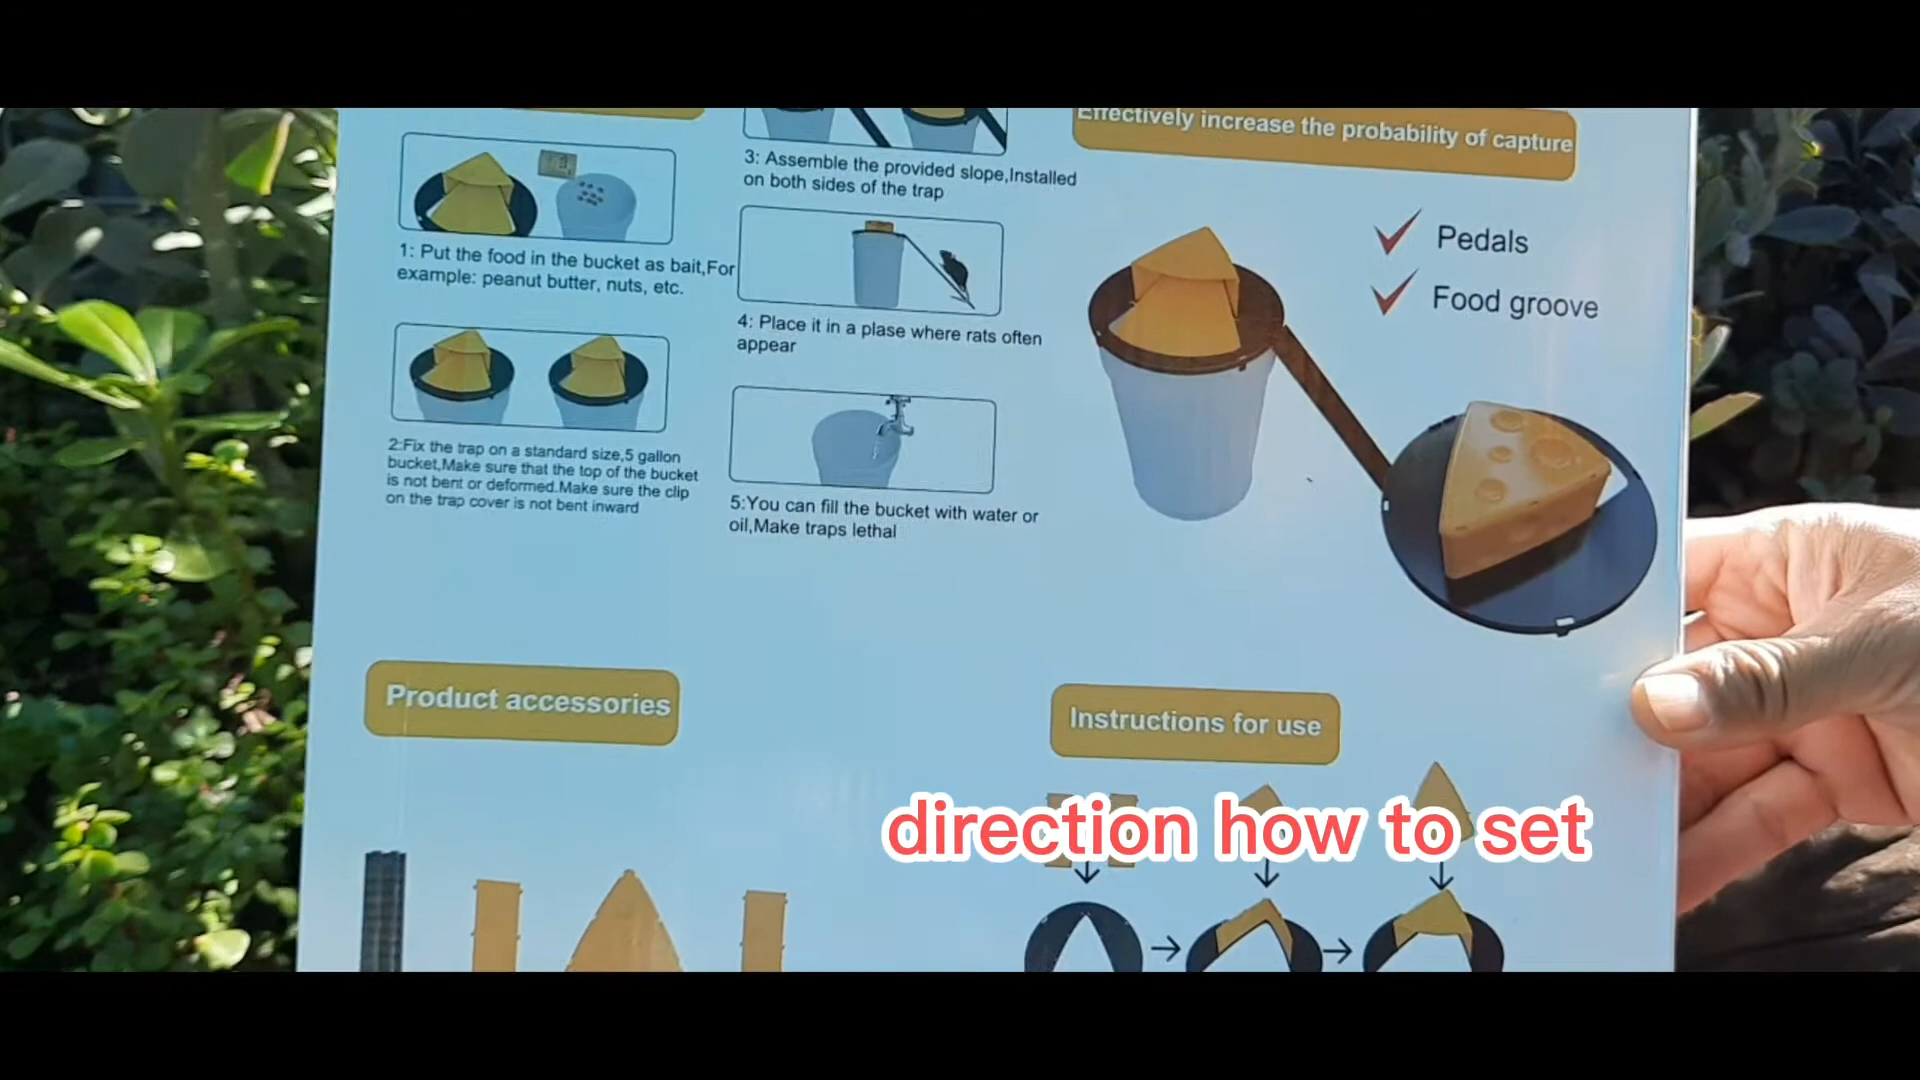 1: Put the food in the bucket as bait,For
example: peanut butter, nuts, etc.
2:Fix the trap on a standard size,5 gallon
bucket,Make sure that the top of the bucket
is not bent or deformed.Make sure the clip
on the trap cover is not bent inward
3: Assemble the provided slope,Installed
on both sides of the trap
4: Place it in a plase where rats often
appear
5:You can fill the bucket with water or
oil,Make traps lethal
Effectively increase the probability of capture
Pedals
Food groove
Product accessories
Instructions for use
direction how to set